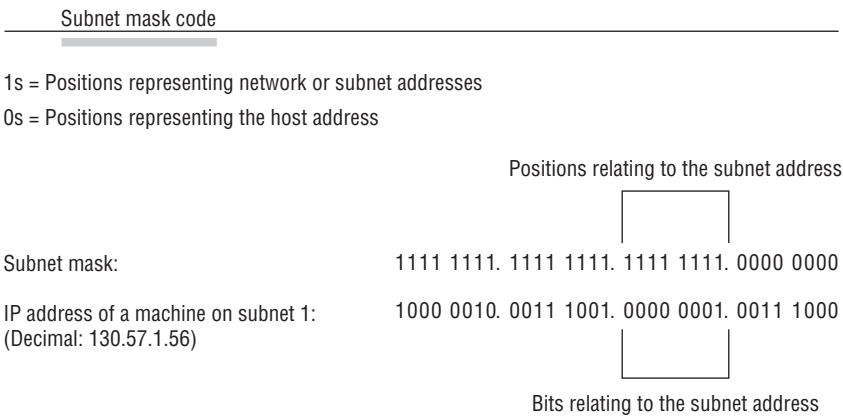 Subnet mask code
1s = Positions representing network or subnet addresses
0s = Positions representing the host address
Positions relating to the subnet address
Subnet mask: 1111 1111. 1111 1111. 1111 1111. 0000 0000
IP address of a machine on subnet 1: 1000 0010. 0011 1001. 0000 0001. 0011 1000
(Decimal: 130.57.1.56)
Bits relating to the subnet address